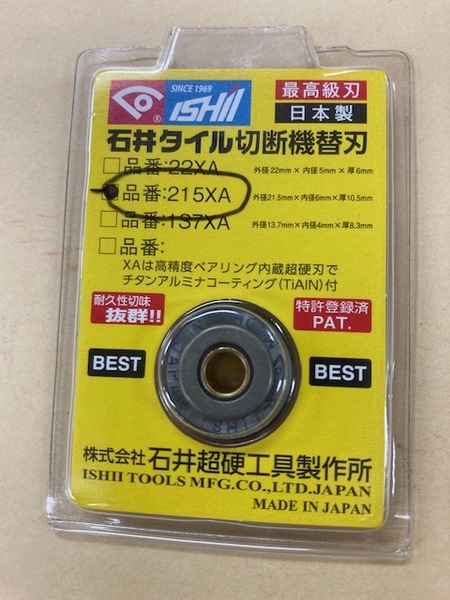 SINCE 1969
ISHII
®
最高級刃
日本製
石井タイル切断機替刃
□品番:22XA 外径22mm×内径5mm×厚6mm
品番:215XA 外径21.5mm×内径6mm×厚10.5mm
□品番:137XA 外径13.7mm×内径4mm×厚8.3mm
□品番:
XAは高精度ベアリング内蔵超硬刃で
チタンアルミナコーティング(TiAlN)付
耐久性切味
抜群!!
特許登録済
PAT.
BEST
BEST
株式会社 石井超硬工具製作所
ISHII TOOLS MFG.CO.,LTD.JAPAN
MADE IN JAPAN